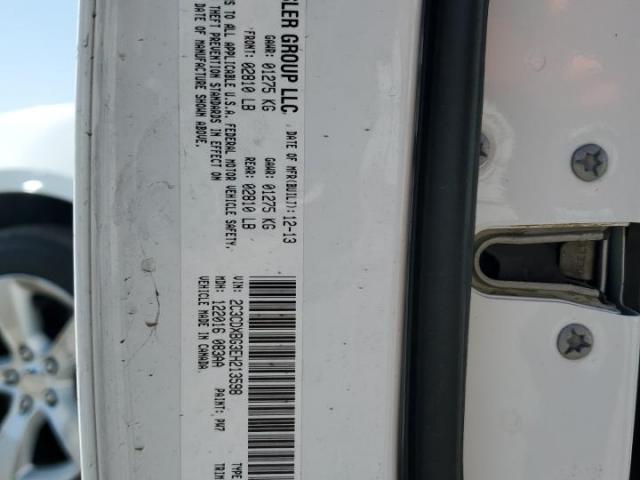 SLER GROUP LLC
, DATE OF MFR(BUILT): 12-13
GAWR: 01275 KG GAWR: 01275 KG
FRONT: 02810 LB REAR: 02810 LB
S TO ALL APPLICABLE U.S.A. FEDERAL MOTOR VEHICLE SAFETY,
THEFT PREVENTION STANDARDS IN EFFECT ON
DATE OF MANUFACTURE SHOWN ABOVE.
VIN: 2C3CDXBG3EH213598
MDH: 122016 083AA PAINT: PW7 TYPE
VEHICLE MADE IN CANADA. TRIM